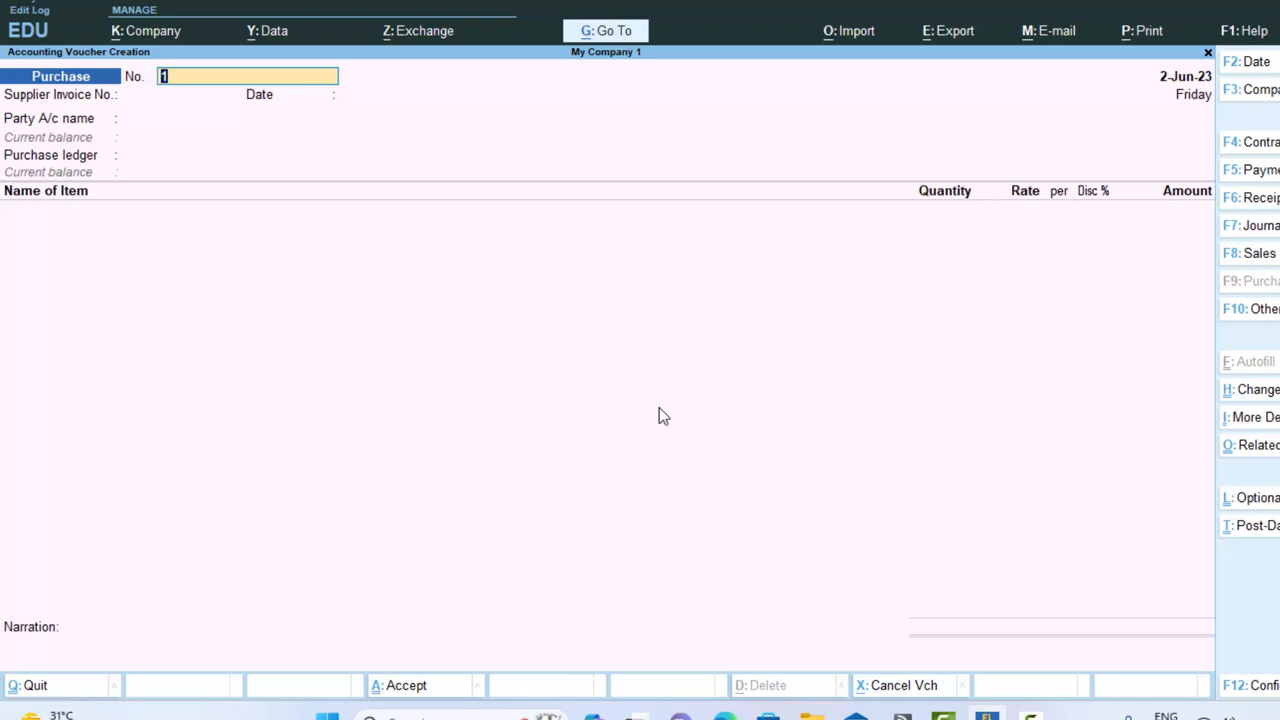 Edit Log
MANAGE
EDU
K: Company
Y: Data
Z: Exchange
G: Go To
O: Import
E: Export
M: E-mail
P: Print
F1: Help
Accounting Voucher Creation
My Company 1
Purchase
No.
1
2-Jun-23
Supplier Invoice No.:
Date :
Friday
Party A/c name :
Current balance :
Purchase ledger :
Current balance :
Name of Item
Quantity
Rate
per
Disc %
Amount
Narration:
F2: Date
F3: Compa
F4: Contra
F5: Payme
F6: Receip
F7: Journa
F8: Sales
F9: Purcha
F10: Othe
F: Autofill
H: Change
I: More De
O: Related
L: Optiona
T: Post-Da
Q: Quit
A: Accept
D: Delete
X: Cancel Vch
F12: Confi
31°C
ENG